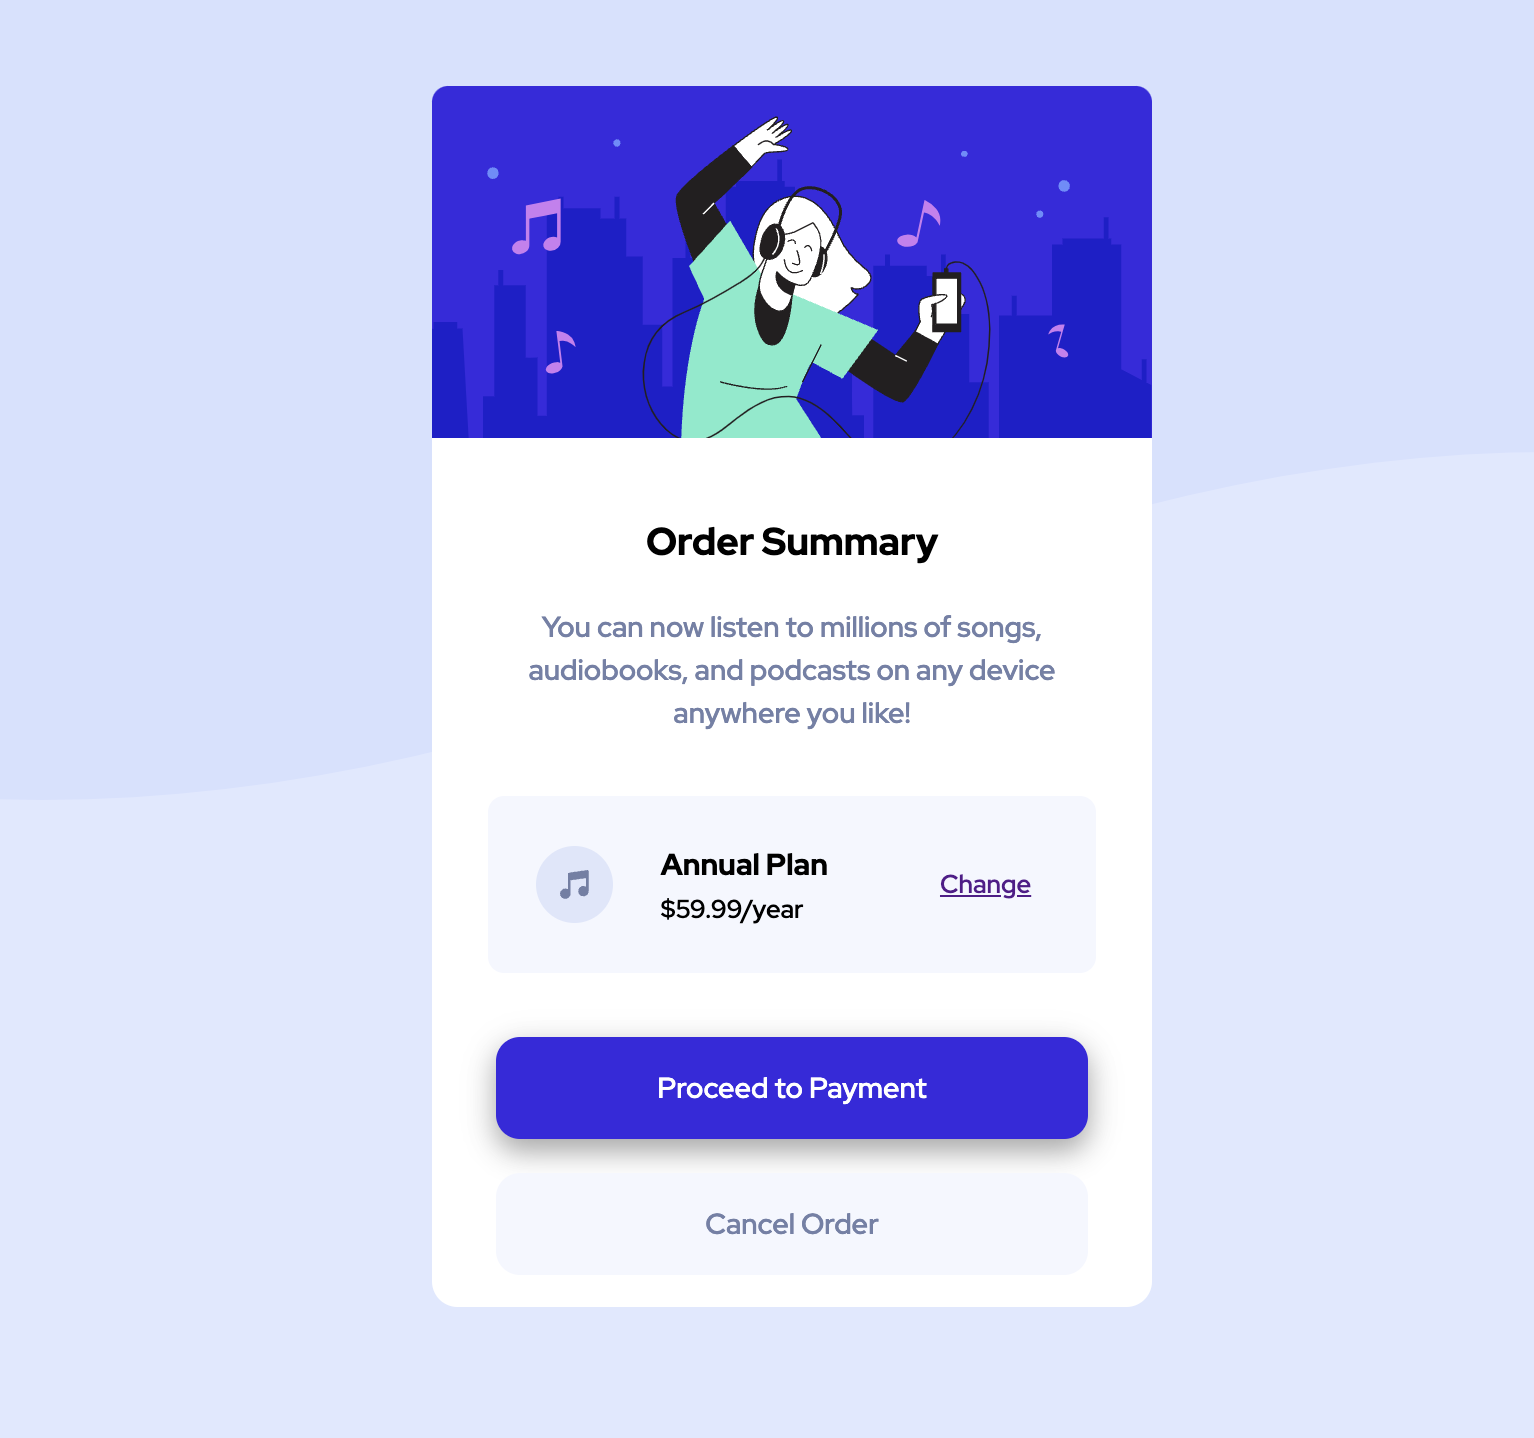 Order Summary
You can now listen to millions of songs,
audiobooks, and podcasts on any device
anywhere you like!
Annual Plan
$59.99/year
Change
Proceed to Payment
Cancel Order